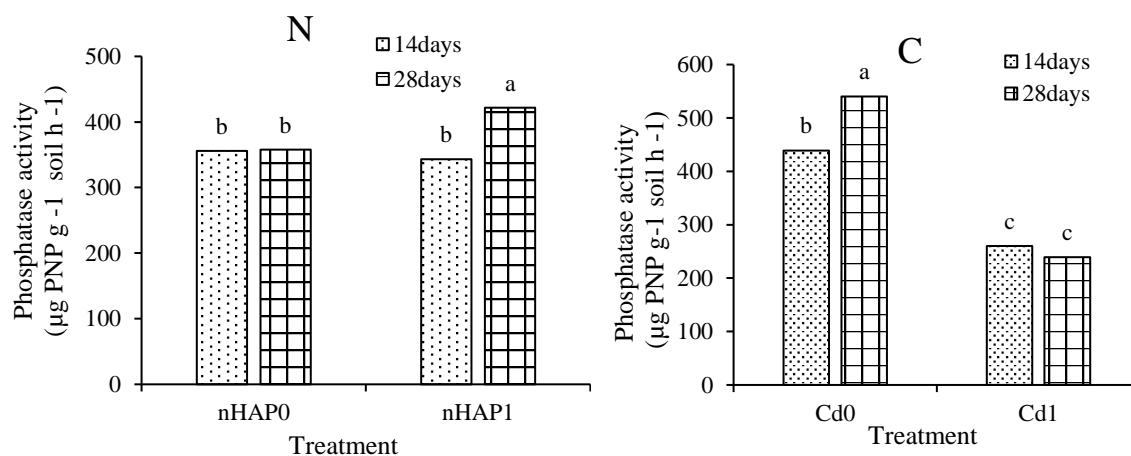 N
14days
28days
Phosphatase activity
(µg PNP g -1 soil h -1)
500
400
300
200
100
0
b
b
b
a
nHAP0
nHAP1
Treatment
C
14days
28days
Phosphatase activity
(µg PNP g -1 soil h -1)
600
500
400
300
200
100
0
b
a
c
c
Cd0
Cd1
Treatment